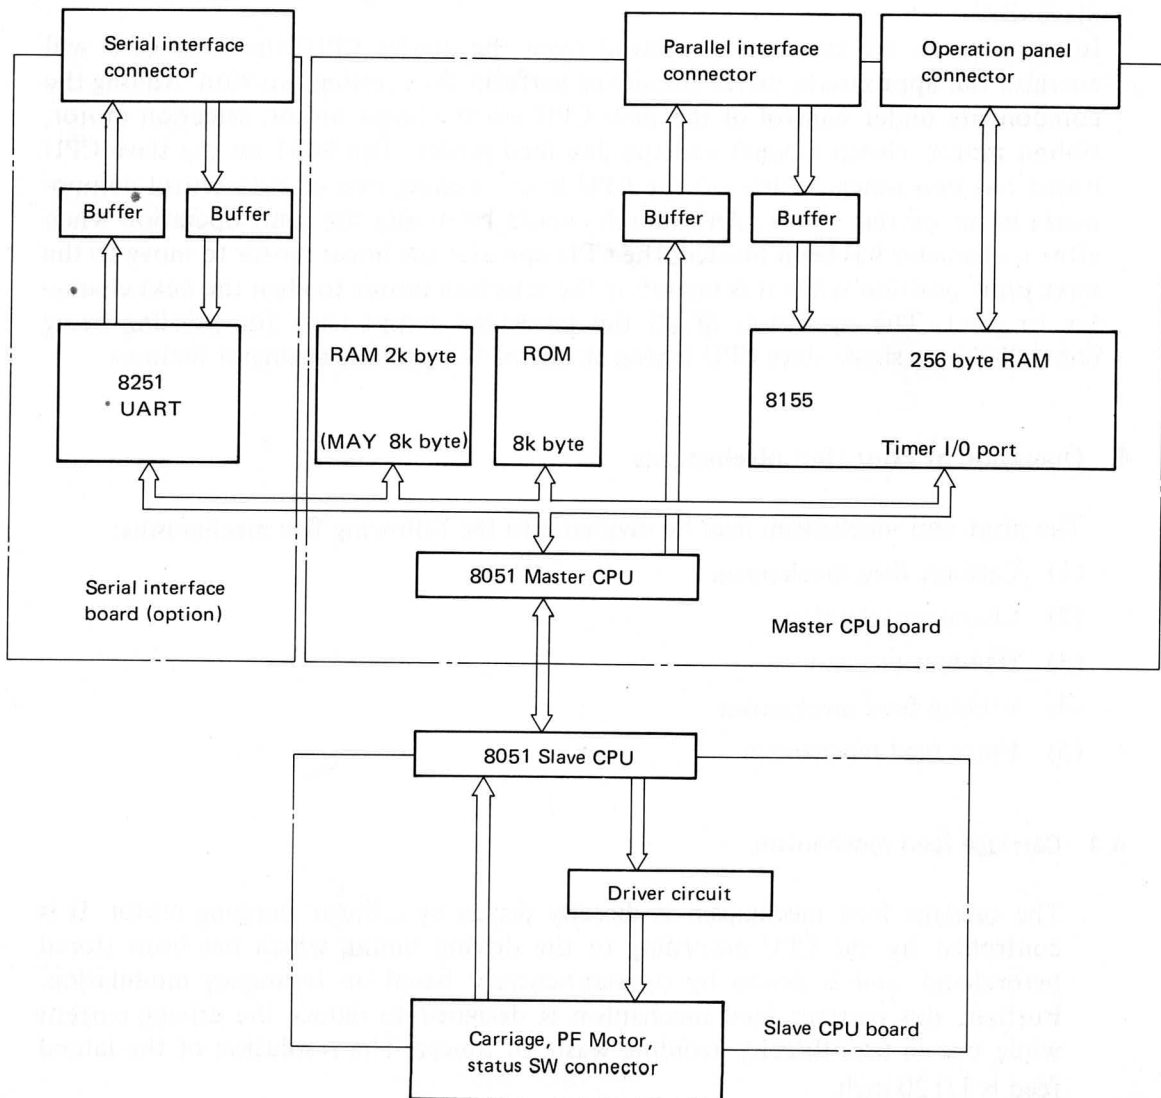 Serial interface
connector
Parallel interface
connector
Operation panel
connector
Buffer
Buffer
Buffer
Buffer
8251
UART
RAM 2k byte
(MAY 8k byte)
ROM
8k byte
256 byte RAM
8155
Timer I/0 port
8051 Master CPU
Serial interface
board (option)
Master CPU board
8051 Slave CPU
Driver circuit
Carriage, PF Motor,
status SW connector
Slave CPU board